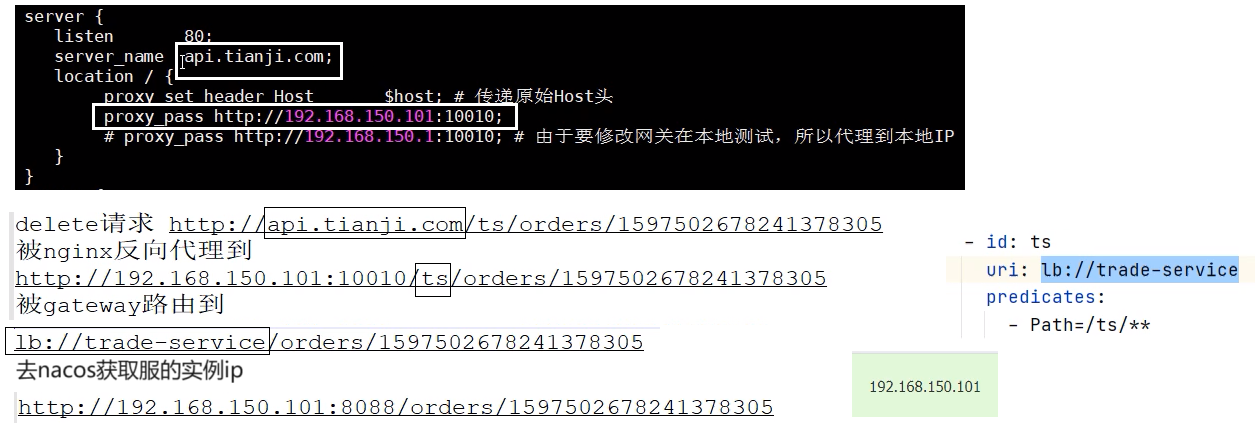 server {
listen 80;
server_name api.tianji.com;
location / {
proxy_set_header Host $host; # 传递原始Host头
proxy_pass http://192.168.150.101:10010;
# proxy_pass http://192.168.150.1:10010; # 由于要修改网关在本地测试，所以代理到本地IP
}
}
delete请求 http://api.tianji.com/ts/orders/1597502678241378305
被nginx反向代理到
http://192.168.150.101:10010/ts/orders/1597502678241378305
被gateway路由到
lb://trade-service/orders/1597502678241378305
去nacos获取服的实例ip
http://192.168.150.101:8088/orders/1597502678241378305
- id: ts
uri: lb://trade-service
predicates:
- Path=/ts/**
192.168.150.101